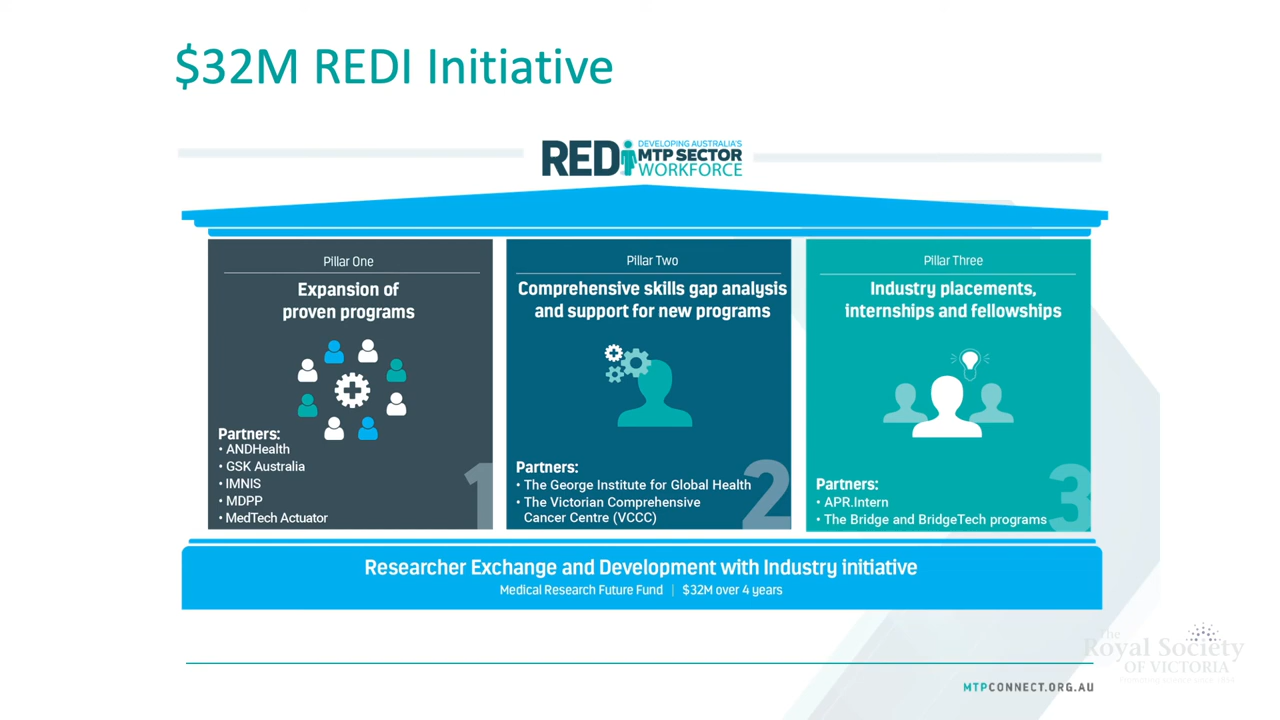 $32M REDI Initiative
REDi
DEVELOPING AUSTRALIA'S
MTP SECTOR
WORKFORCE
Pillar One
Expansion of
proven programs
Partners:
• ANDHealth
• GSK Australia
• IMNIS
• MDPP
• MedTech Actuator
1
Pillar Two
Comprehensive skills gap analysis
and support for new programs
Partners:
• The George Institute for Global Health
• The Victorian Comprehensive
Cancer Centre (VCCC)
2
Pillar Three
Industry placements,
internships and fellowships
Partners:
• APR.Intern
• The Bridge and BridgeTech programs
3
Researcher Exchange and Development with Industry initiative
Medical Research Future Fund | $32M over 4 years
The
Royal Society
OF VICTORIA
MTPCONNECT.ORG.AU